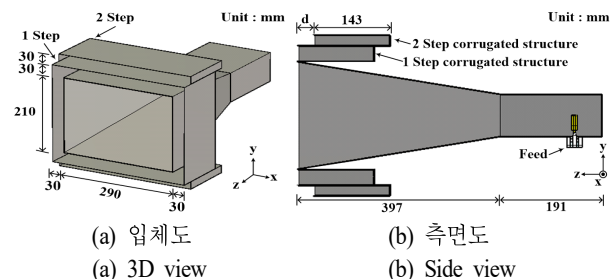 2 Step
Unit : mm
1 Step
30
30
210
30
290
30
y
x
z
(a) 입체도
(a) 3D view
Unit : mm
d
143
2 Step corrugated structure
1 Step corrugated structure
Feed
y
z
x
397
191
(b) 측면도
(b) Side view